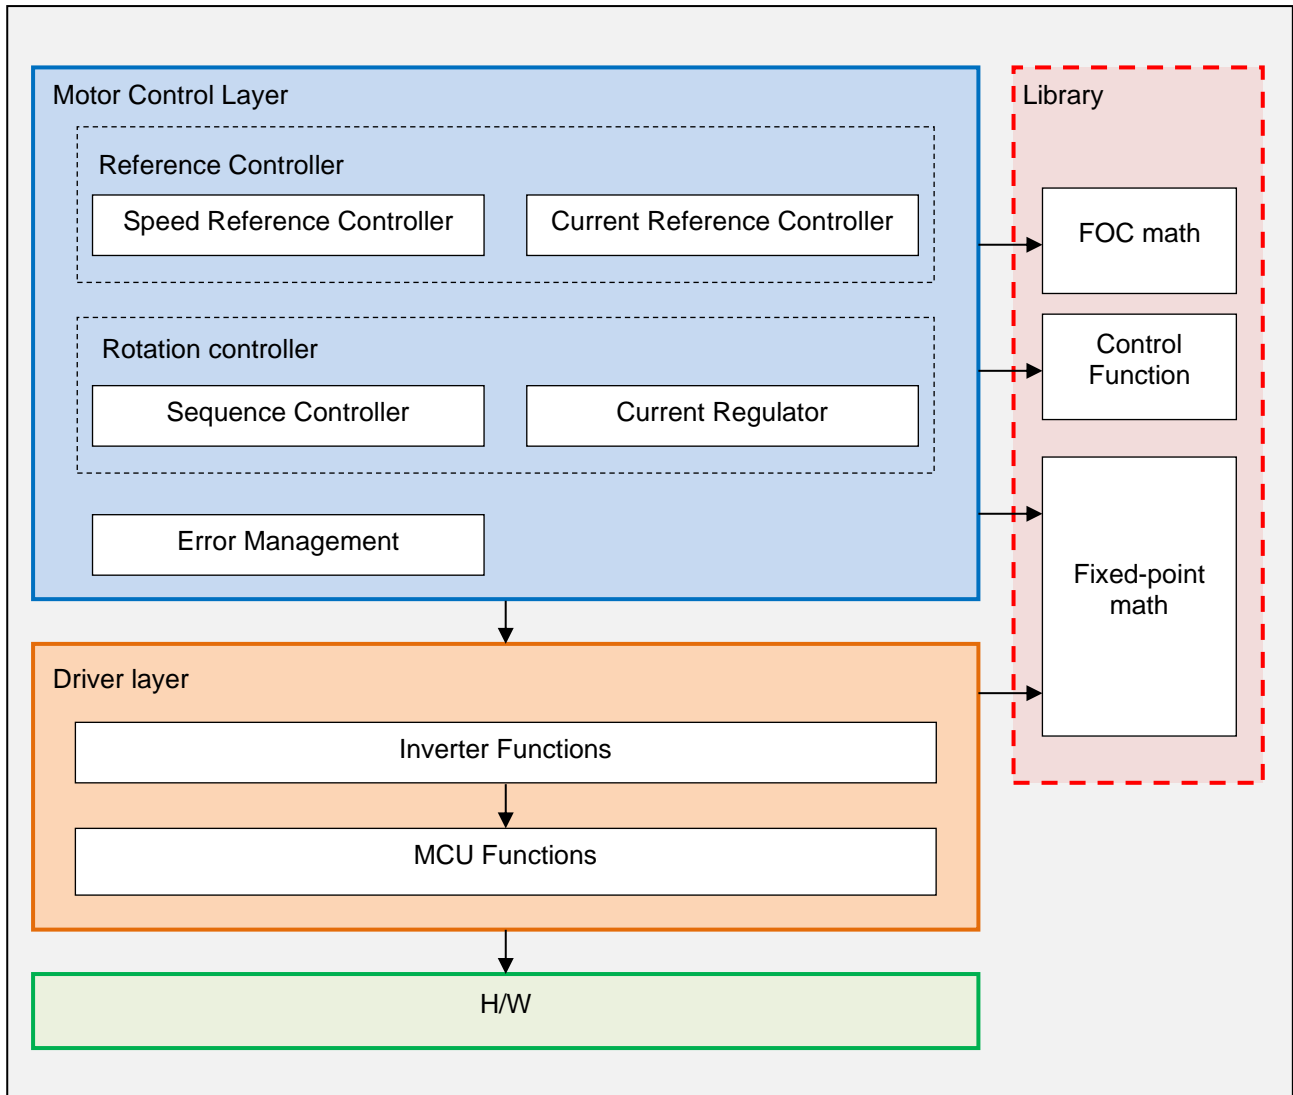 Motor Control Layer
Reference Controller
Speed Reference Controller
Current Reference Controller
Rotation controller
Sequence Controller
Current Regulator
Error Management
Driver layer
Inverter Functions
MCU Functions
H/W
Library
FOC math
Control
Function
Fixed-point
math